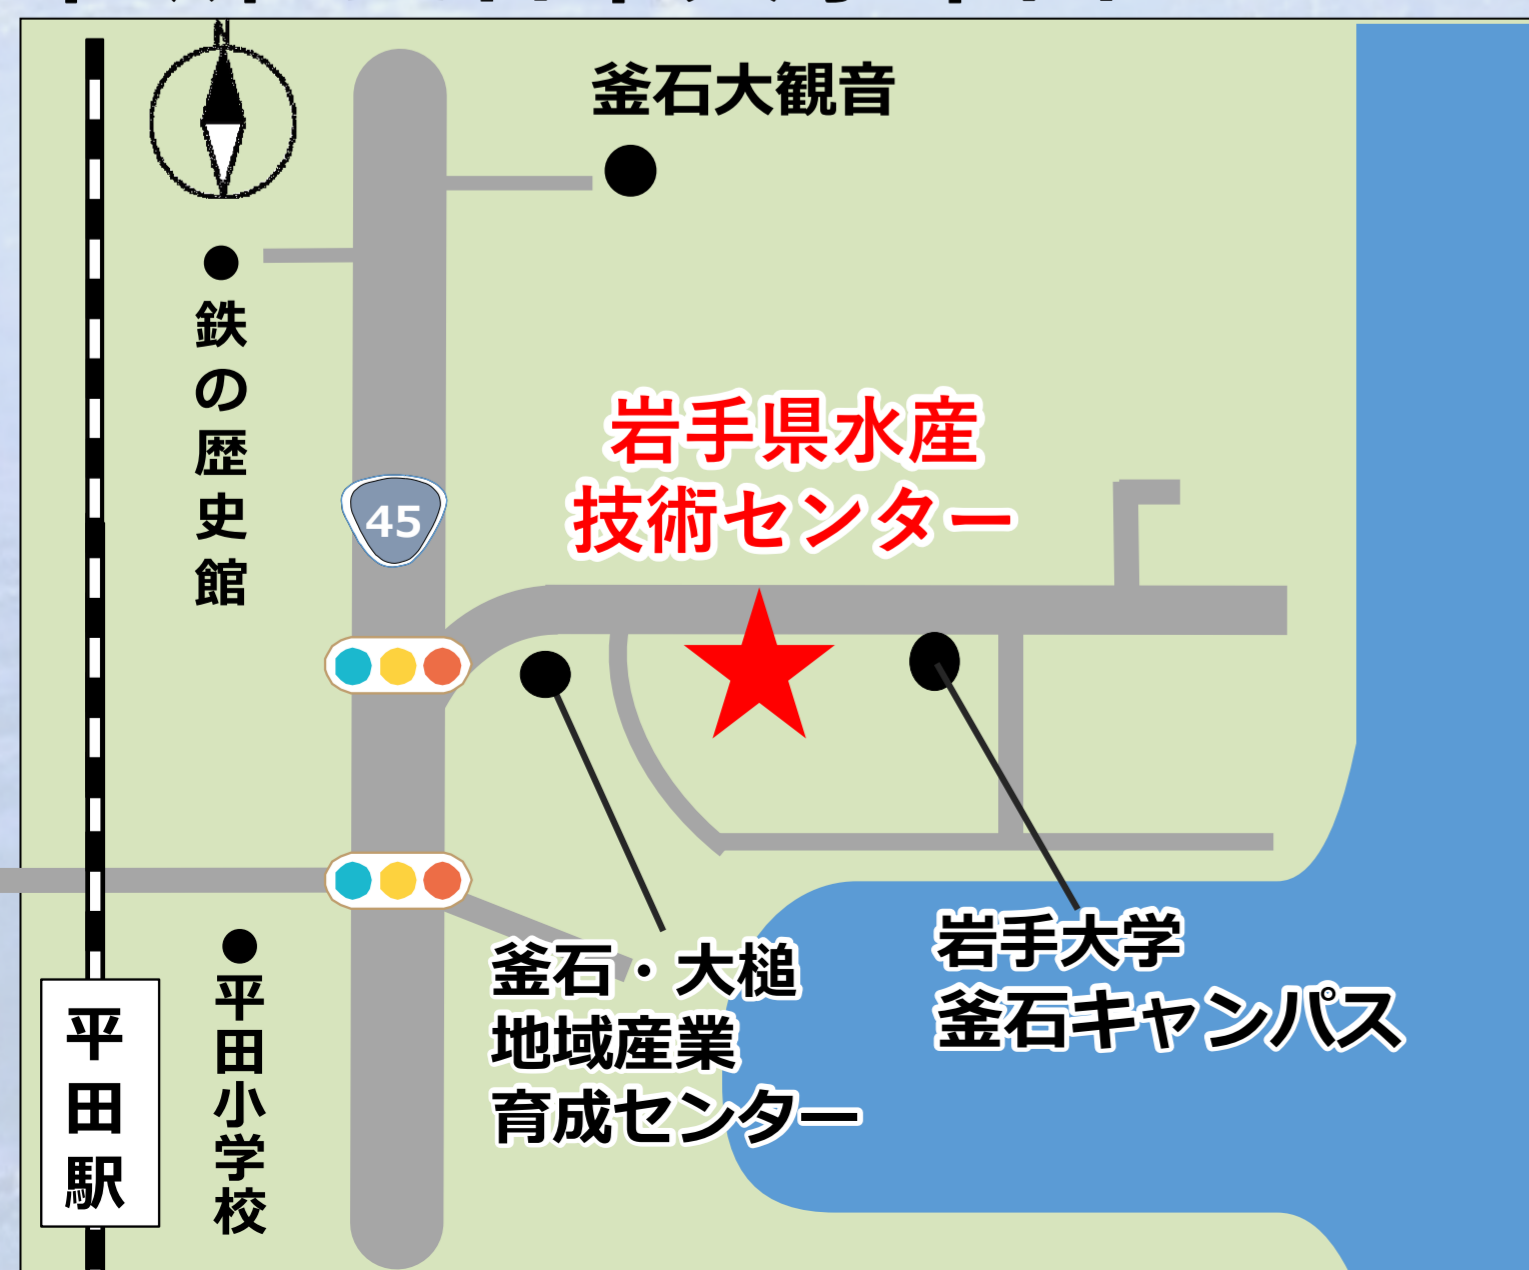 N
釜石大観音
鉄の歴史館
岩手県水産
技術センター
45
釜石・大槌
地域産業
育成センター
岩手大学
釜石キャンパス
平田小学校
平田駅